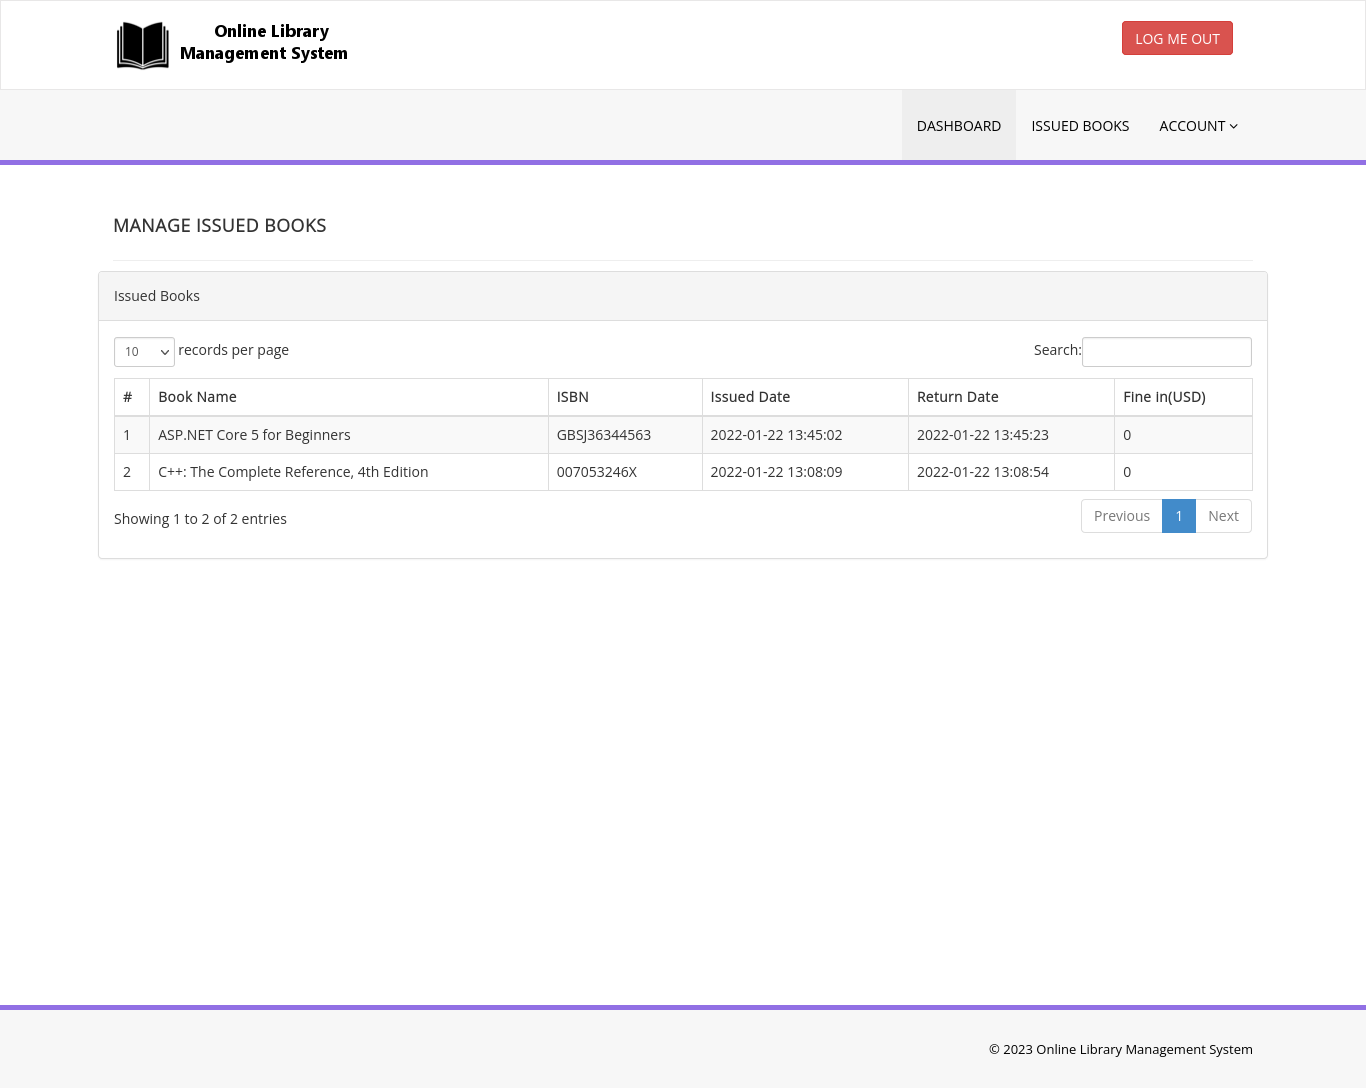 Online Library
Management System
LOG ME OUT
DASHBOARD ISSUED BOOKS ACCOUNT
MANAGE ISSUED BOOKS
Issued Books
10 records per page Search:
# Book Name ISBN Issued Date Return Date Fine in(USD)
1 ASP.NET Core 5 for Beginners GBSJ36344563 2022-01-22 13:45:02 2022-01-22 13:45:23 0
2 C++: The Complete Reference, 4th Edition 007053246X 2022-01-22 13:08:09 2022-01-22 13:08:54 0
Showing 1 to 2 of 2 entries Previous 1 Next
© 2023 Online Library Management System